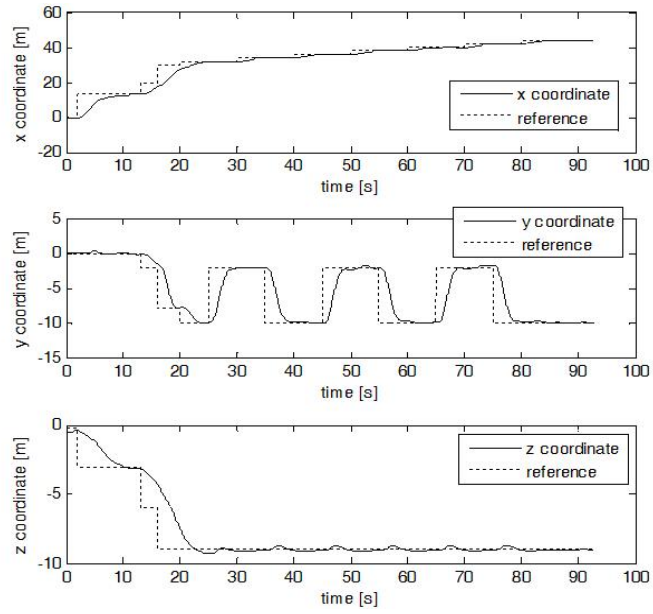 60
40
20
0
-20
x coordinate [m]
x coordinate
reference
0 10 20 30 40 50 60 70 80 90 100
time [s]
5
0
-5
-10
-15
y coordinate [m]
y coordinate
reference
0 10 20 30 40 50 60 70 80 90 100
time [s]
0
-5
-10
z coordinate [m]
z coordinate
reference
0 10 20 30 40 50 60 70 80 90 100
time [s]